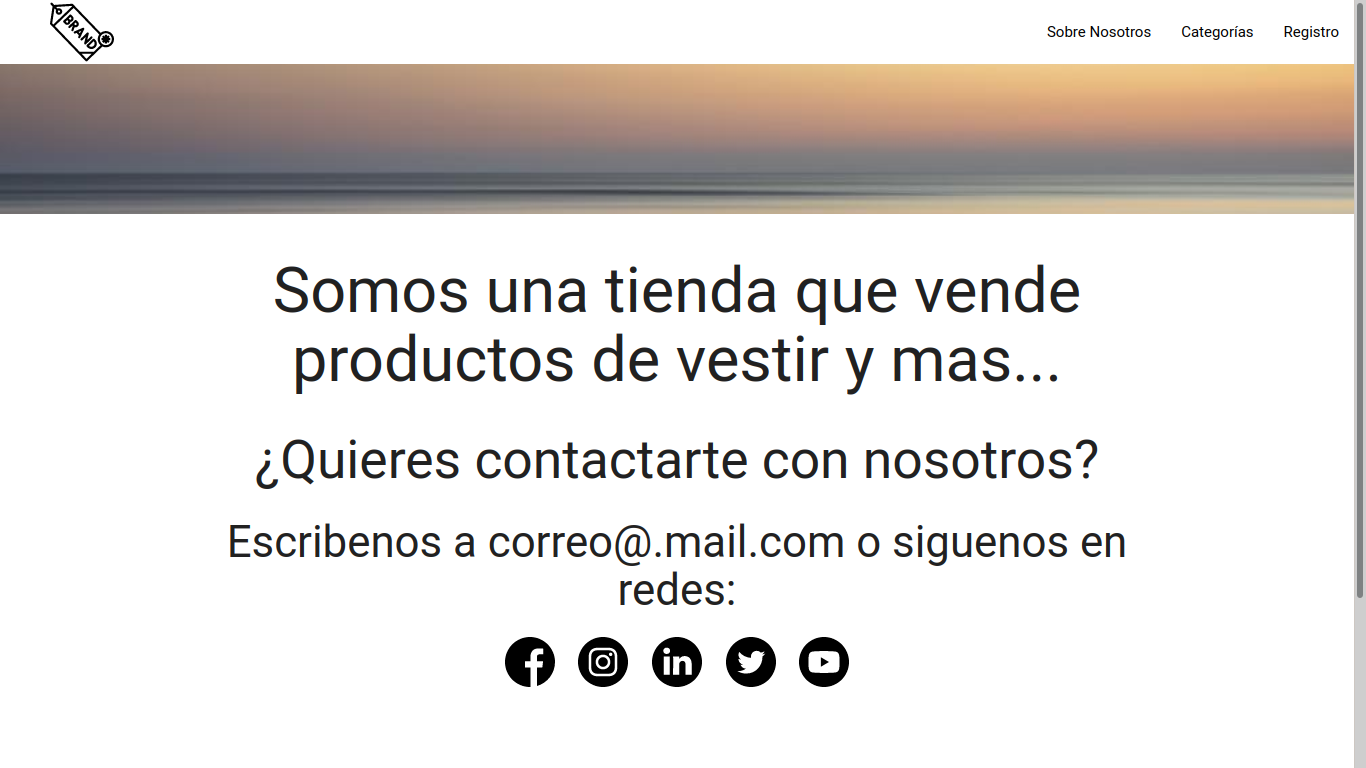 BRAND
Sobre Nosotros Categorías Registro
Somos una tienda que vende
productos de vestir y mas...
¿Quieres contactarte con nosotros?
Escribenos a correo@.mail.com o siguenos en
redes: